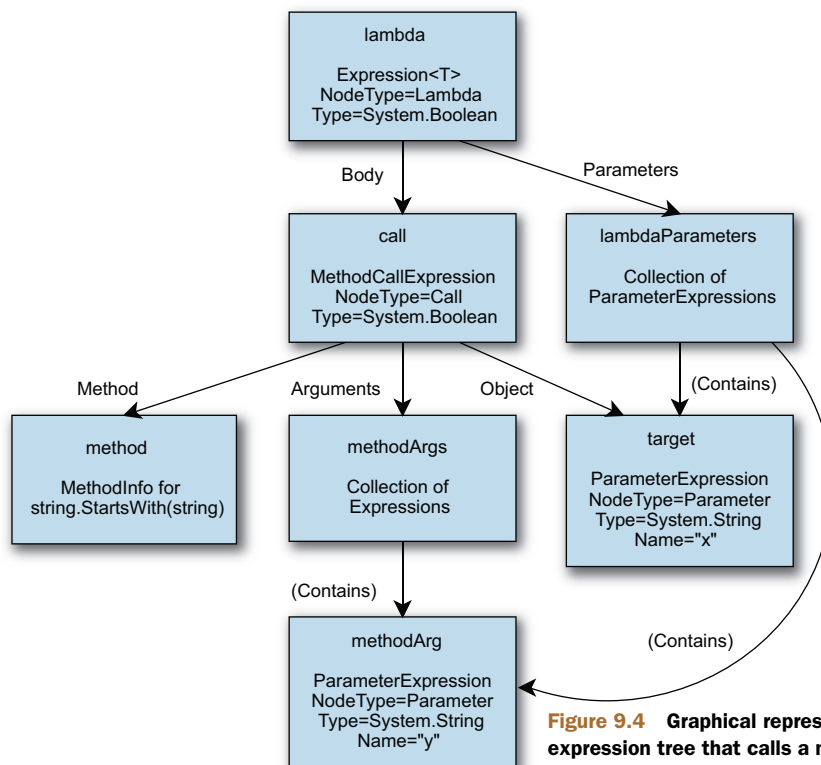 lambda
Expression<T>
NodeType=Lambda
Type=System.Boolean
Body
Parameters
call
MethodCallExpression
NodeType=Call
Type=System.Boolean
lambdaParameters
Collection of
ParameterExpressions
Method
Arguments
Object
(Contains)
method
MethodInfo for
string.StartsWith(string)
methodArgs
Collection of
Expressions
target
ParameterExpression
NodeType=Parameter
Type=System.String
Name="x"
(Contains)
(Contains)
methodArg
ParameterExpression
NodeType=Parameter
Type=System.String
Name="y"
Figure 9.4 Graphical
expression tree that calls a